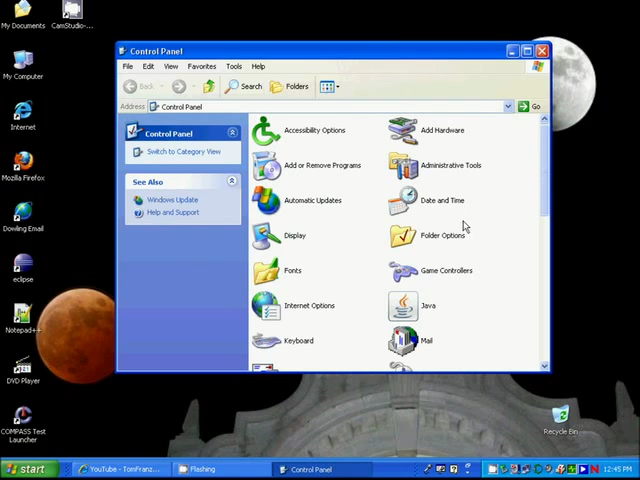 My Documents
CamStudio-...
My Computer
Internet
Mozilla Firefox
Dowling Email
eclipse
Notepad++
DVD Player
COMPASS Test
Launcher
Control Panel
File Edit View Favorites Tools Help
Back Search Folders
Address Control Panel Go
Control Panel
Switch to Category View
See Also
Windows Update
Help and Support
Accessibility Options
Add Hardware
Add or Remove Programs
Administrative Tools
Automatic Updates
Date and Time
Display
Folder Options
Fonts
Game Controllers
Internet Options
Java
Keyboard
Mail
Recycle Bin
start
YouTube - TomFranz...
Flashing
Control Panel
12:45 PM